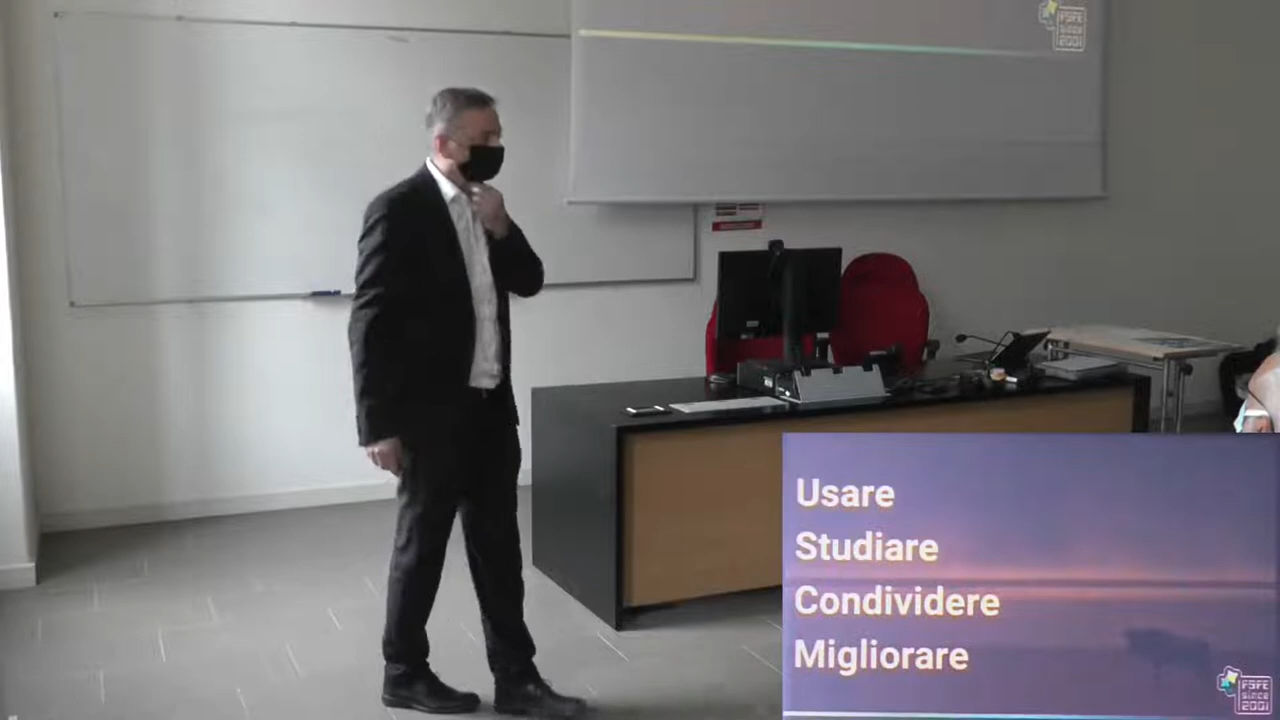 FSFE
since
2001
Usare
Studiare
Condividere
Migliorare
FSFE
since
2001